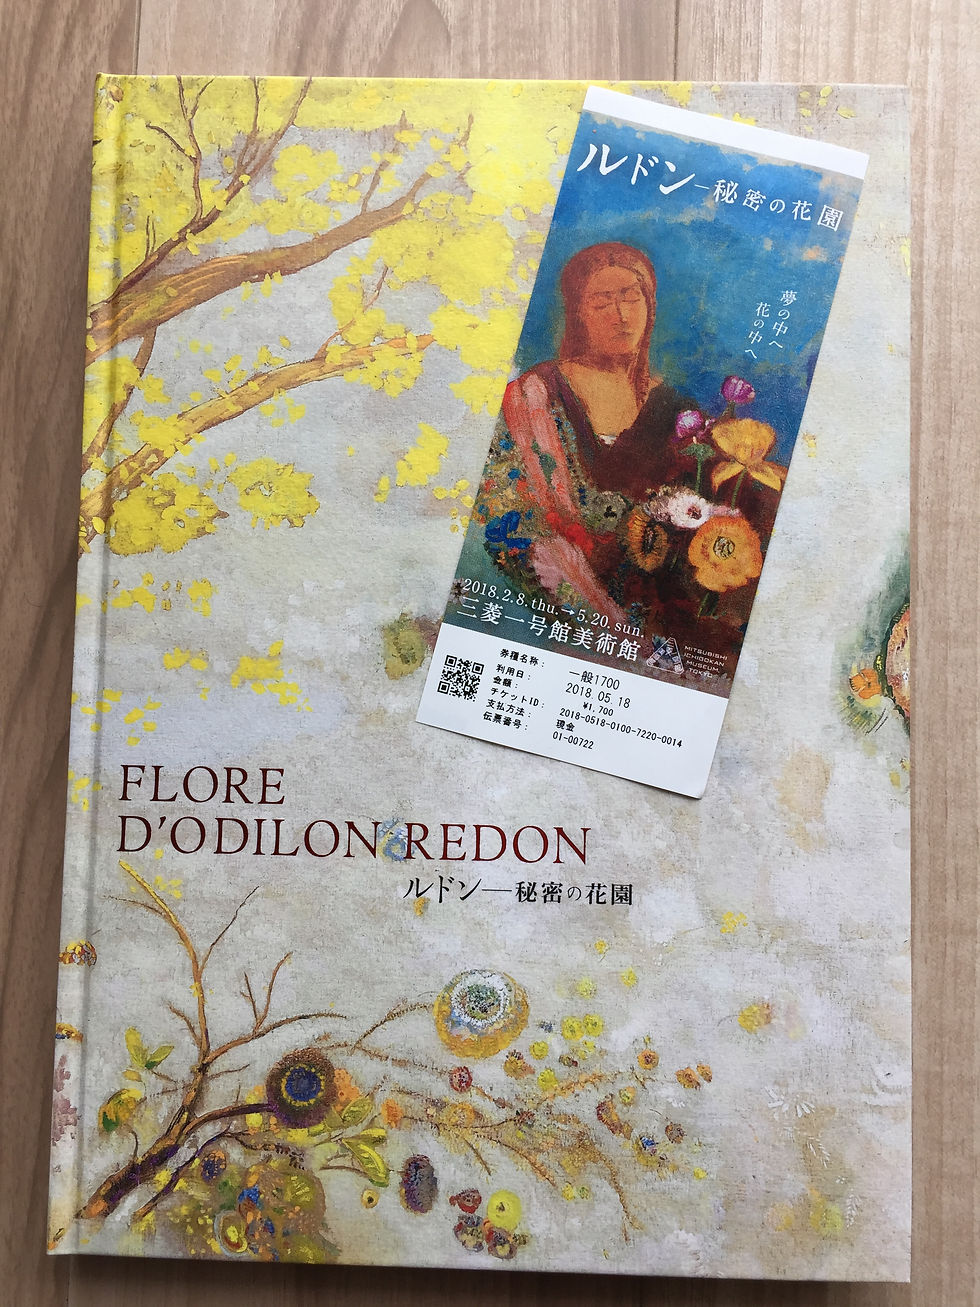 ルドン―秘密の花園
夢の中へ
花の中へ
2018.2.8.thu.→5.20.sun.
三菱一号館美術館
MITSUBISHI
ICHIGOKAN
MUSEUM
TOKYO
券種名称: 一般1700
利用日: 2018.05.18
金額: ¥1,700
チケットID: 2018-0518-0100-7220-0014
支払方法: 現金
伝票番号: 01-00722
FLORE
D'ODILON REDON
ルドン―秘密の花園